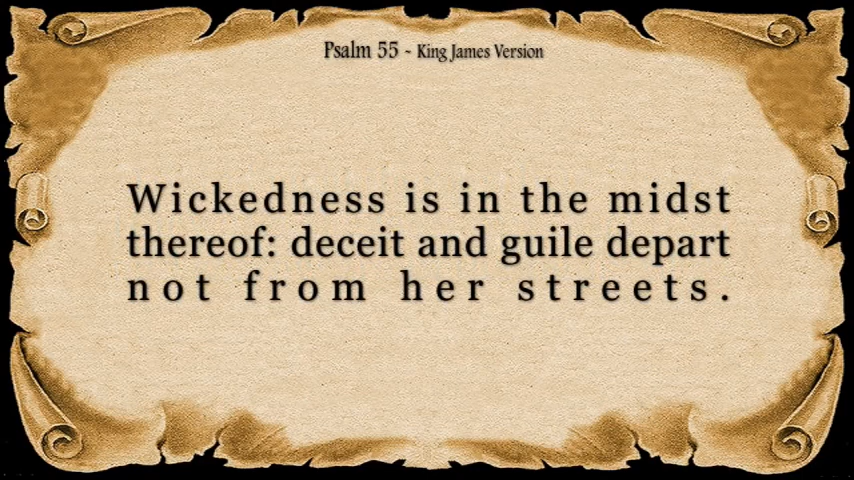 Psalm 55 - King James Version
Wickedness is in the midst
thereof: deceit and guile depart
not from her streets.